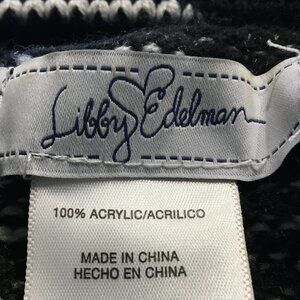 Libby Edelman
100% ACRYLIC/ACRILICO
MADE IN CHINA
HECHO EN CHINA